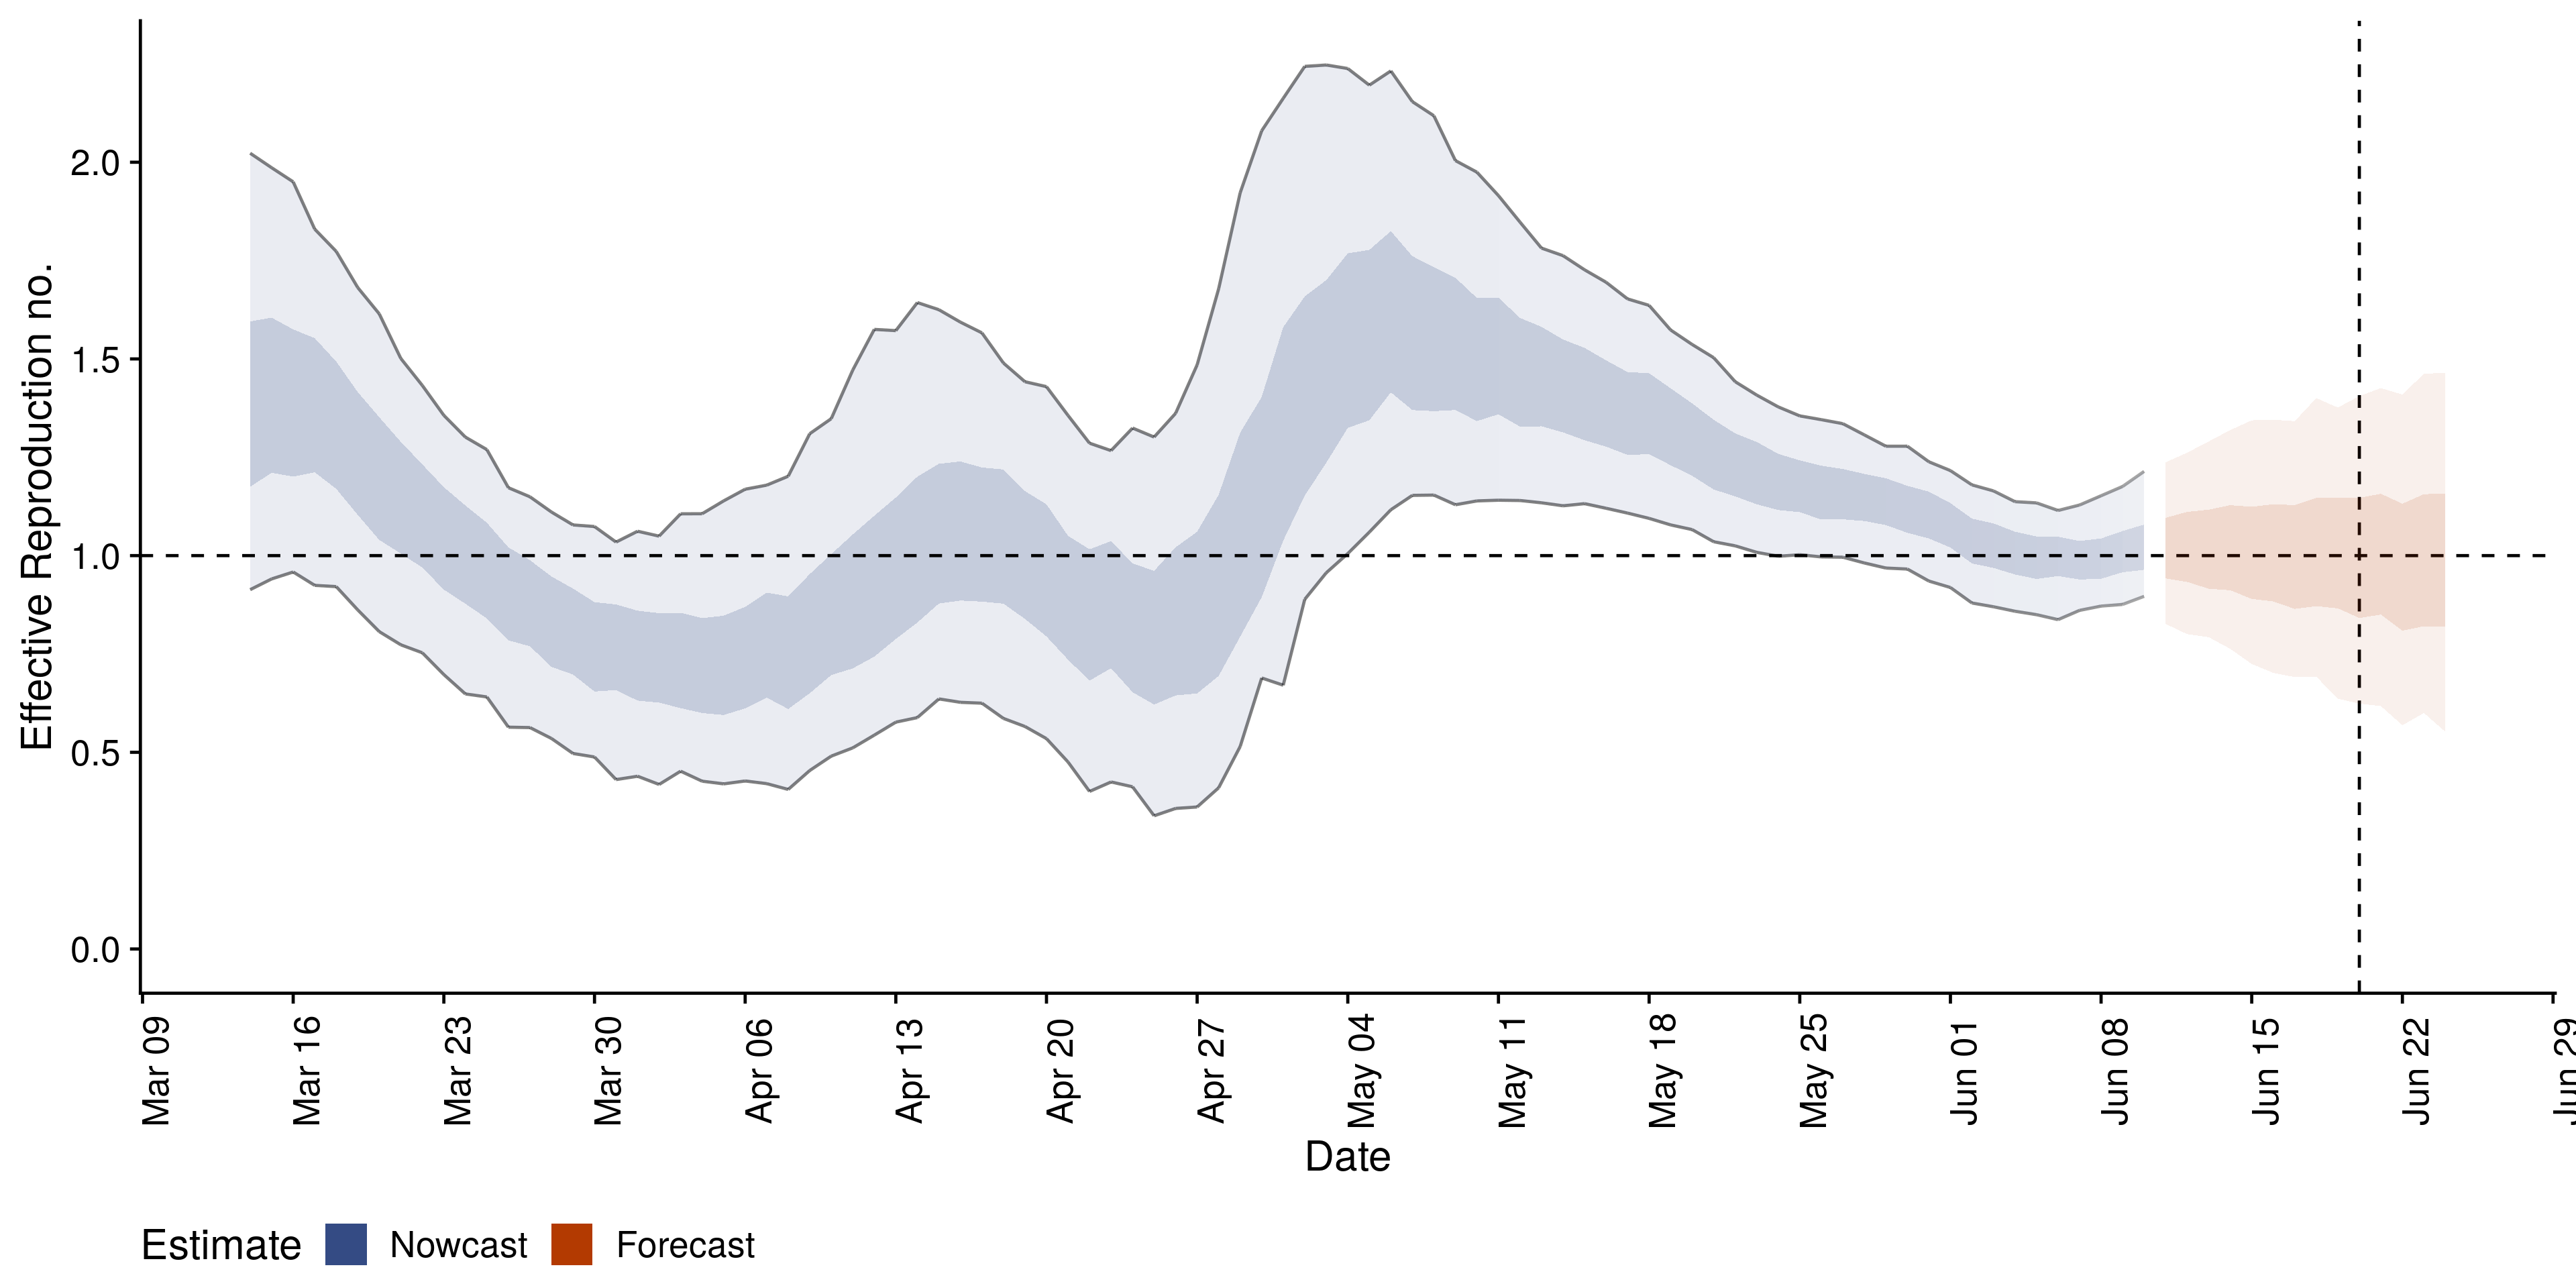 Effective Reproduction no.
2.0
1.5
1.0
0.5
0.0
Mar 09
Mar 16
Mar 23
Mar 30
Apr 06
Apr 13
Apr 20
Apr 27
May 04
May 11
May 18
May 25
Jun 01
Jun 08
Jun 15
Jun 22
Jun 29
Date
Estimate Nowcast Forecast